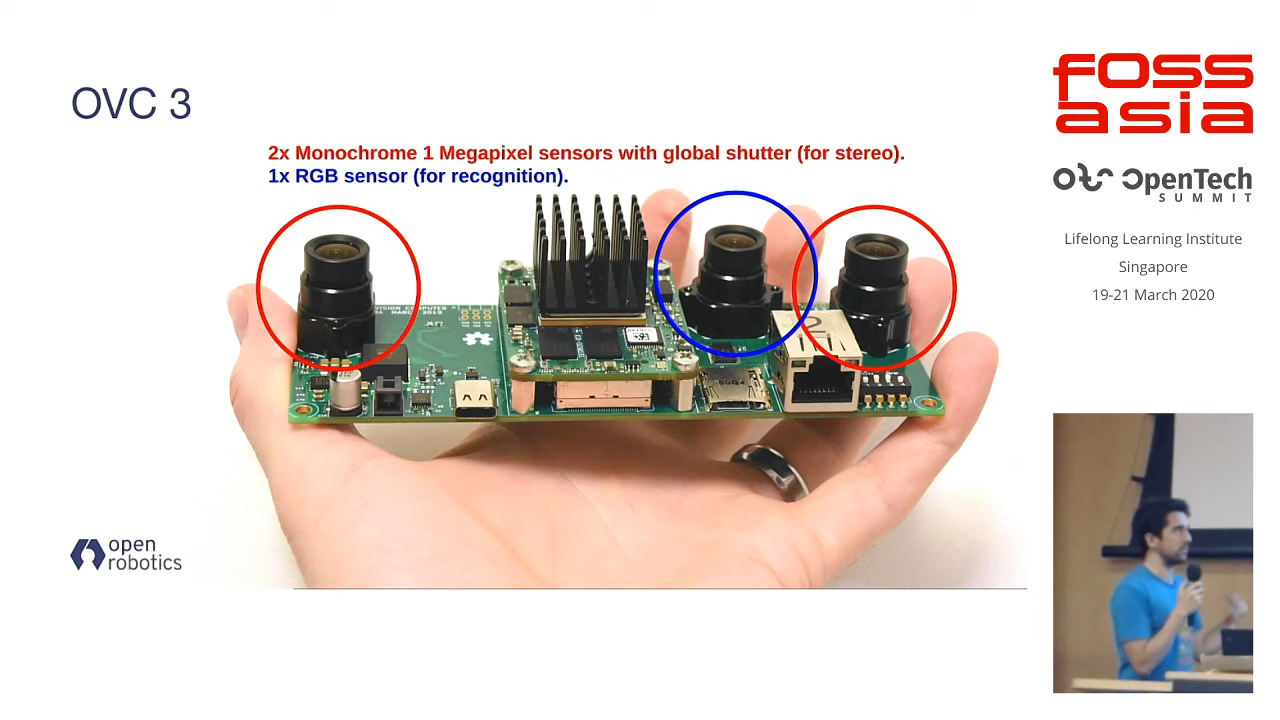 OVC 3
2x Monochrome 1 Megapixel sensors with global shutter (for stereo).
1x RGB sensor (for recognition).
open
robotics
FOSS
asia
OpenTech
SUMMIT
Lifelong Learning Institute
Singapore
19-21 March 2020